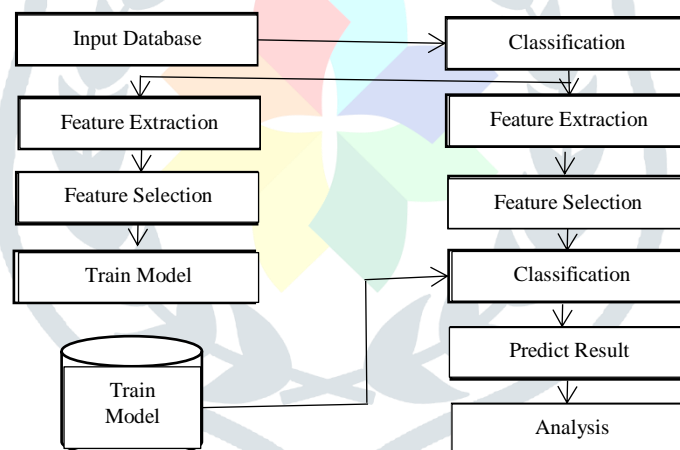 Input Database
Classification
Feature Extraction
Feature Extraction
Feature Selection
Feature Selection
Train Model
Classification
Predict Result
Train
Model
Analysis